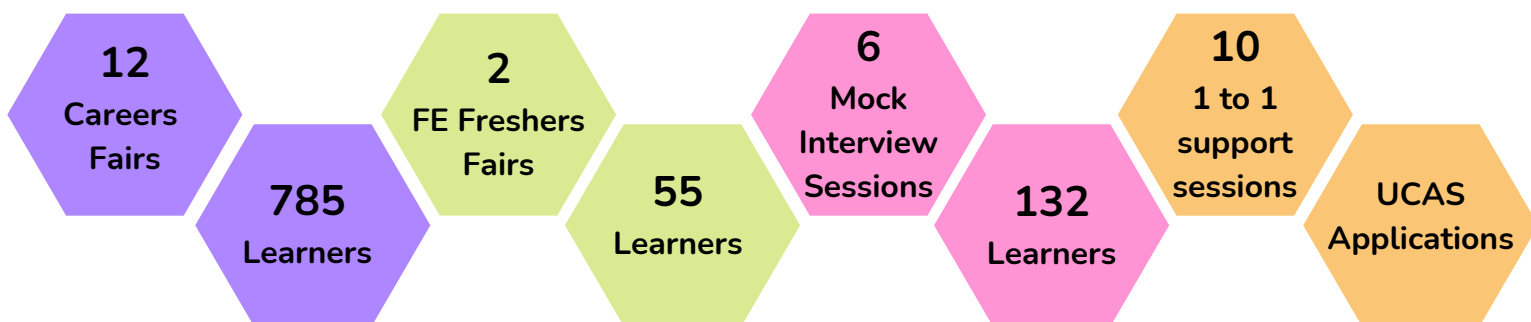 12
Careers
Fairs
785
Learners
2
FE Freshers
Fairs
55
Learners
6
Mock
Interview
Sessions
132
Learners
10
1 to 1
support
sessions
UCAS
Applications